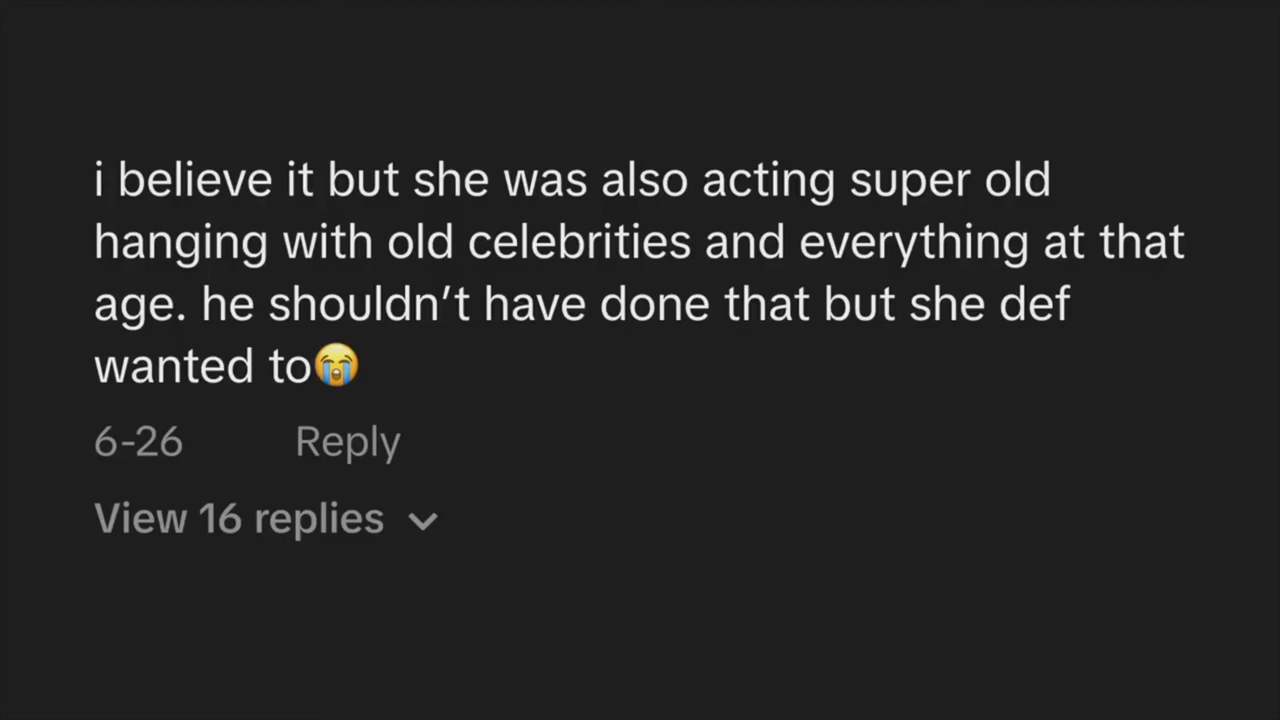 i believe it but she was also acting super old
hanging with old celebrities and everything at that
age. he shouldn’t have done that but she def
wanted to😭
6-26 Reply
View 16 replies